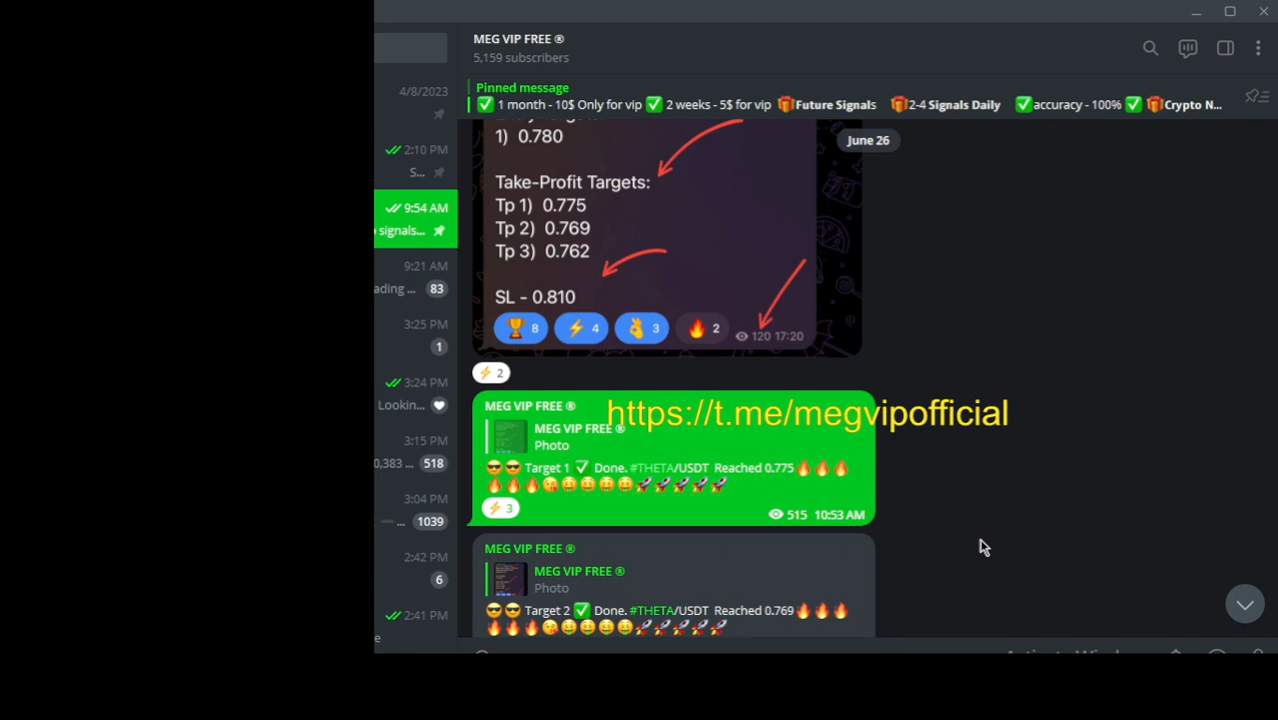 MEG VIP FREE ®
5,159 subscribers
Pinned message
✅ 1 month - 10$ Only for vip ✅ 2 weeks - 5$ for vip 🎁Future Signals 🎁2-4 Signals Daily ✅accuracy - 100% ✅ 🎁Crypto N...
4/8/2023
2:10 PM
S...
9:54 AM
signals...
9:21 AM
ading ... 83
3:25 PM
1
3:24 PM
Lookin...
3:15 PM
0,383 ... 518
3:04 PM
... 1039
2:42 PM
6
2:41 PM
e
June 26
1) 0.780
Take-Profit Targets:
Tp 1) 0.775
Tp 2) 0.769
Tp 3) 0.762
SL - 0.810
🏆 8 ⚡ 4 👌 3 🔥 2 120 17:20
⚡ 2
MEG VIP FREE ®
https://t.me/megvipofficial
MEG VIP FREE ®
Photo
😎😎 Target 1 ✅ Done. #THETA/USDT Reached 0.775🔥🔥🔥
🔥🔥🔥😘🤑🤑🤑🤑🚀🚀🚀🚀🚀
⚡ 3
515 10:53 AM
MEG VIP FREE ®
MEG VIP FREE ®
Photo
😎😎 Target 2 ✅ Done. #THETA/USDT Reached 0.769🔥🔥🔥
🔥🔥🔥😘🤑🤑🤑🤑🚀🚀🚀🚀🚀